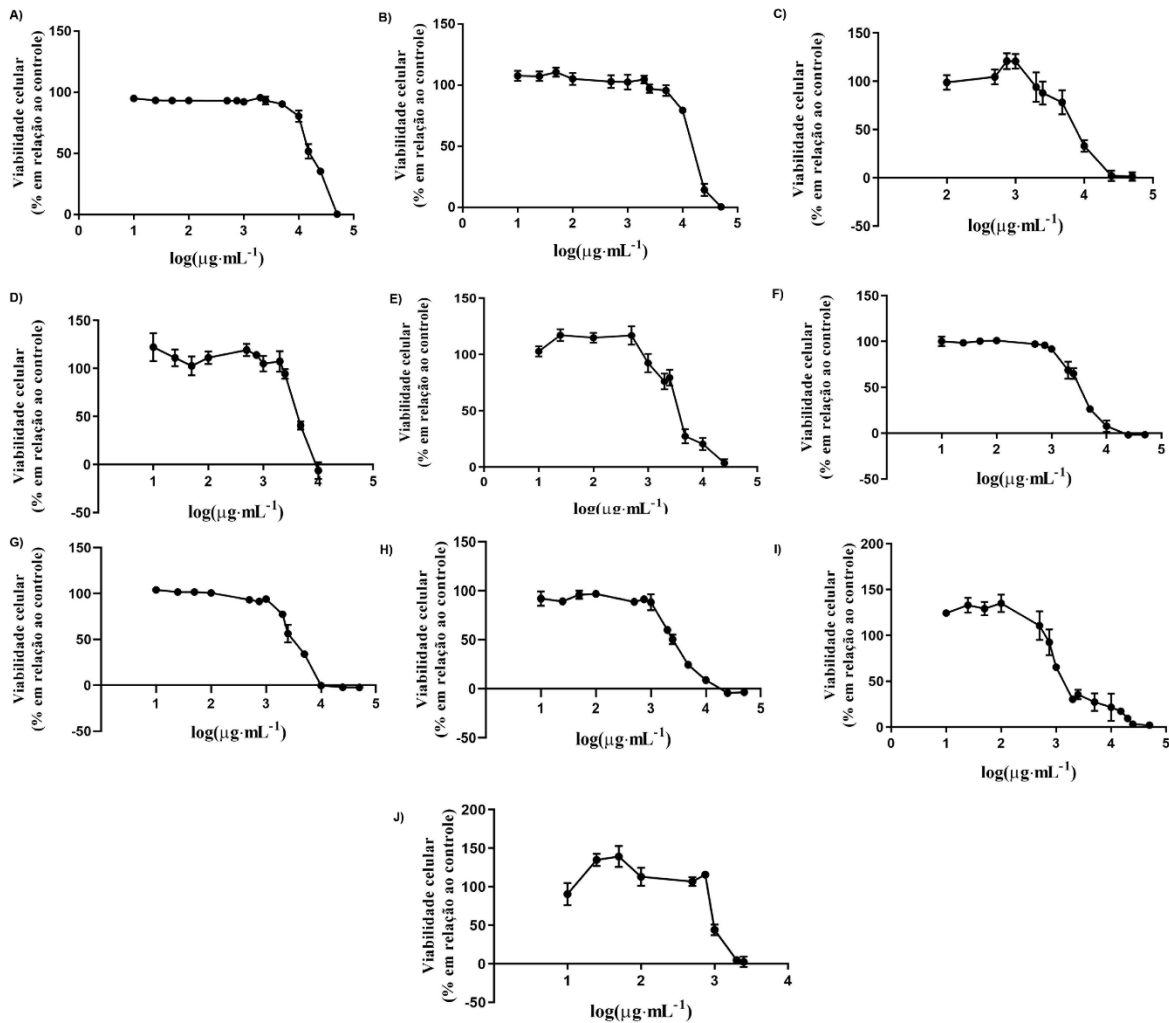 A)
Viabilidade celular
(% em relação ao controle)
150
100
50
0
0 1 2 3 4 5
log(µg·mL⁻¹)
B)
Viabilidade celular
(% em relação ao controle)
150
100
50
0
0 1 2 3 4 5
log(µg·mL⁻¹)
C)
Viabilidade celular
(% em relação ao controle)
150
100
50
0
-50
2 3 4 5
log(µg·mL⁻¹)
D)
Viabilidade celular
(% em relação ao controle)
150
100
50
0
-50
1 2 3 4 5
log(µg·mL⁻¹)
E)
Viabilidade celular
(% em relação ao controle)
150
100
50
0
0 1 2 3 4 5
log(µg·mL⁻¹)
F)
Viabilidade celular
(% em relação ao controle)
150
100
50
0
-50
1 2 3 4 5
log(µg·mL⁻¹)
G)
Viabilidade celular
(% em relação ao controle)
150
100
50
0
-50
1 2 3 4 5
log(µg·mL⁻¹)
H)
Viabilidade celular
(% em relação ao controle)
150
100
50
0
-50
1 2 3 4 5
log(µg·mL⁻¹)
I)
Viabilidade celular
(% em relação ao controle)
200
150
100
50
0
0 1 2 3 4 5
log(µg·mL⁻¹)
J)
Viabilidade celular
(% em relação ao controle)
200
150
100
50
0
-50
1 2 3 4
log(µg·mL⁻¹)